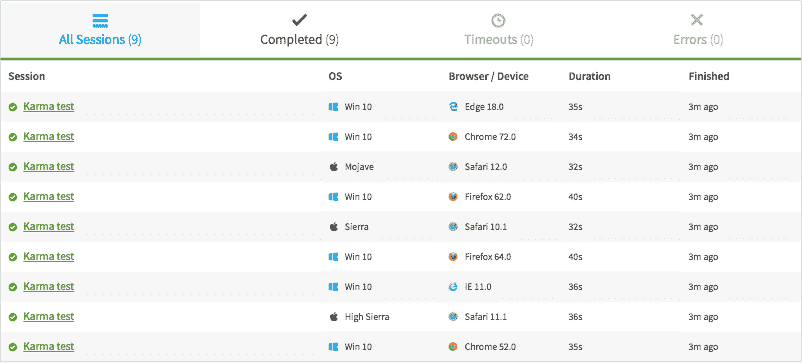 All Sessions (9) Completed (9) Timeouts (0) Errors (0)
Session OS Browser / Device Duration Finished
Karma test Win 10 Edge 18.0 35s 3m ago
Karma test Win 10 Chrome 72.0 34s 3m ago
Karma test Mojave Safari 12.0 32s 3m ago
Karma test Win 10 Firefox 62.0 40s 3m ago
Karma test Sierra Safari 10.1 32s 3m ago
Karma test Win 10 Firefox 64.0 40s 3m ago
Karma test Win 10 IE 11.0 36s 3m ago
Karma test High Sierra Safari 11.1 36s 3m ago
Karma test Win 10 Chrome 52.0 35s 3m ago